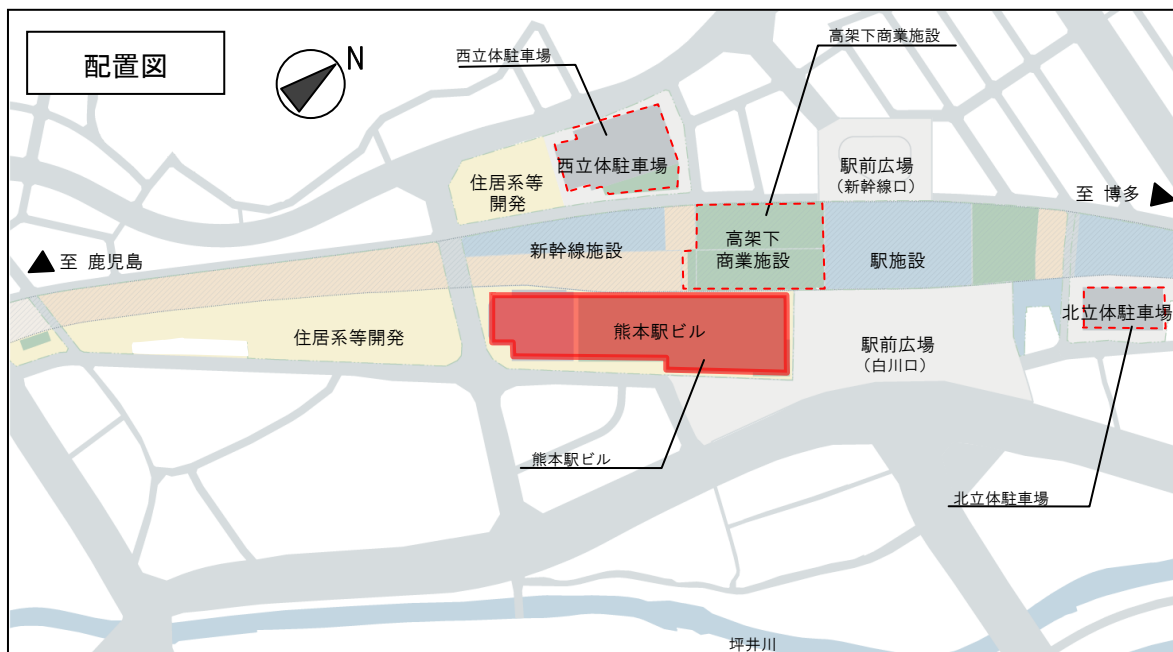 配置図
N
高架下商業施設
西立体駐車場
西立体駐車場
住居系等
開発
駅前広場
（新幹線口）
至 博多
至 鹿児島
新幹線施設
高架下
商業施設
駅施設
北立体駐車場
住居系等開発
熊本駅ビル
駅前広場
（白川口）
熊本駅ビル
北立体駐車場
坪井川